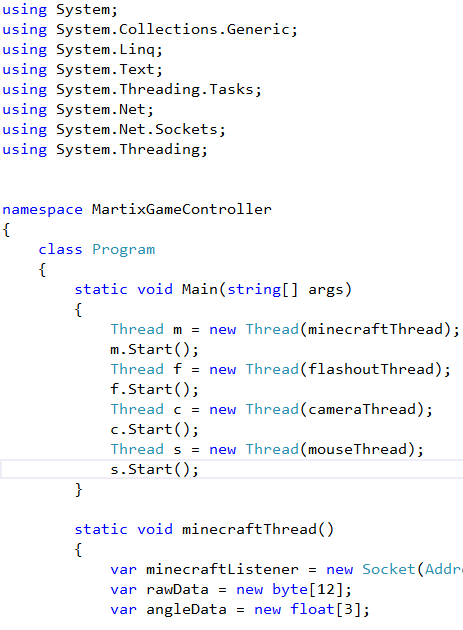 using System;
using System.Collections.Generic;
using System.Linq;
using System.Text;
using System.Threading.Tasks;
using System.Net;
using System.Net.Sockets;
using System.Threading;
namespace MartixGameController
{
class Program
{
static void Main(string[] args)
{
Thread m = new Thread(minecraftThread);
m.Start();
Thread f = new Thread(flashoutThread);
f.Start();
Thread c = new Thread(cameraThread);
c.Start();
Thread s = new Thread(mouseThread);
s.Start();
}
static void minecraftThread()
{
var minecraftListener = new Socket(Addre
var rawData = new byte[12];
var angleData = new float[3];